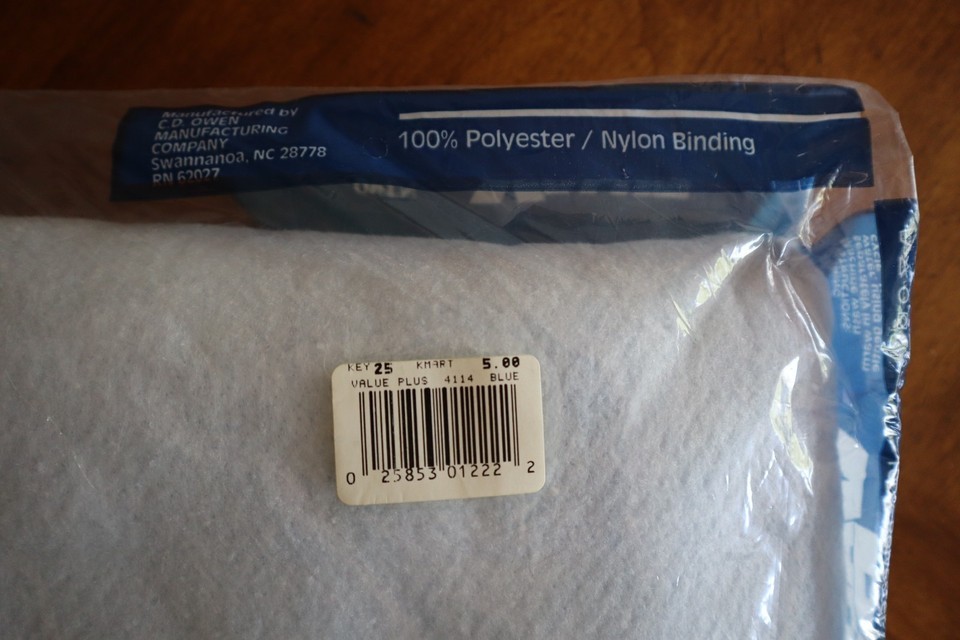 Manufactured by
C.D. OWEN
MANUFACTURING
COMPANY
Swannanoa, NC 28778
RN 62027
100% Polyester / Nylon Binding
KEY 25 KMART 5.00
VALUE PLUS 4114 BLUE
0 25853 01222 2